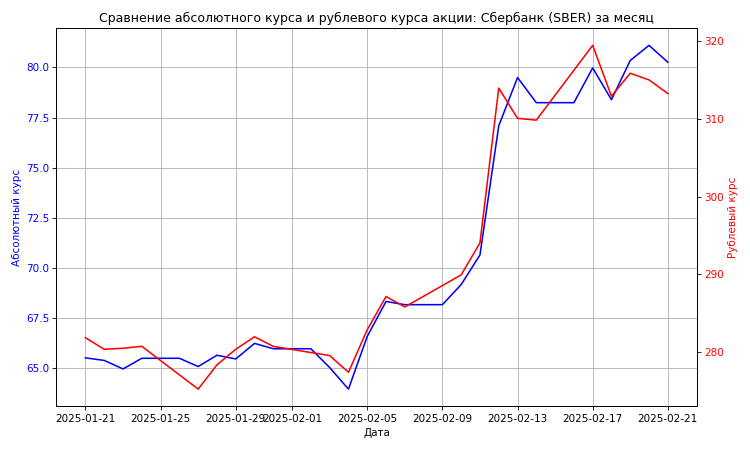 Сравнение абсолютного курса и рублевого курса акции: Сбербанк (SBER) за месяц
80.0
77.5
75.0
72.5
70.0
67.5
65.0
Абсолютный курс
320
310
300
290
280
Рублевый курс
2025-01-21 2025-01-25 2025-01-29 2025-02-01 2025-02-05 2025-02-09 2025-02-13 2025-02-17 2025-02-21
Дата